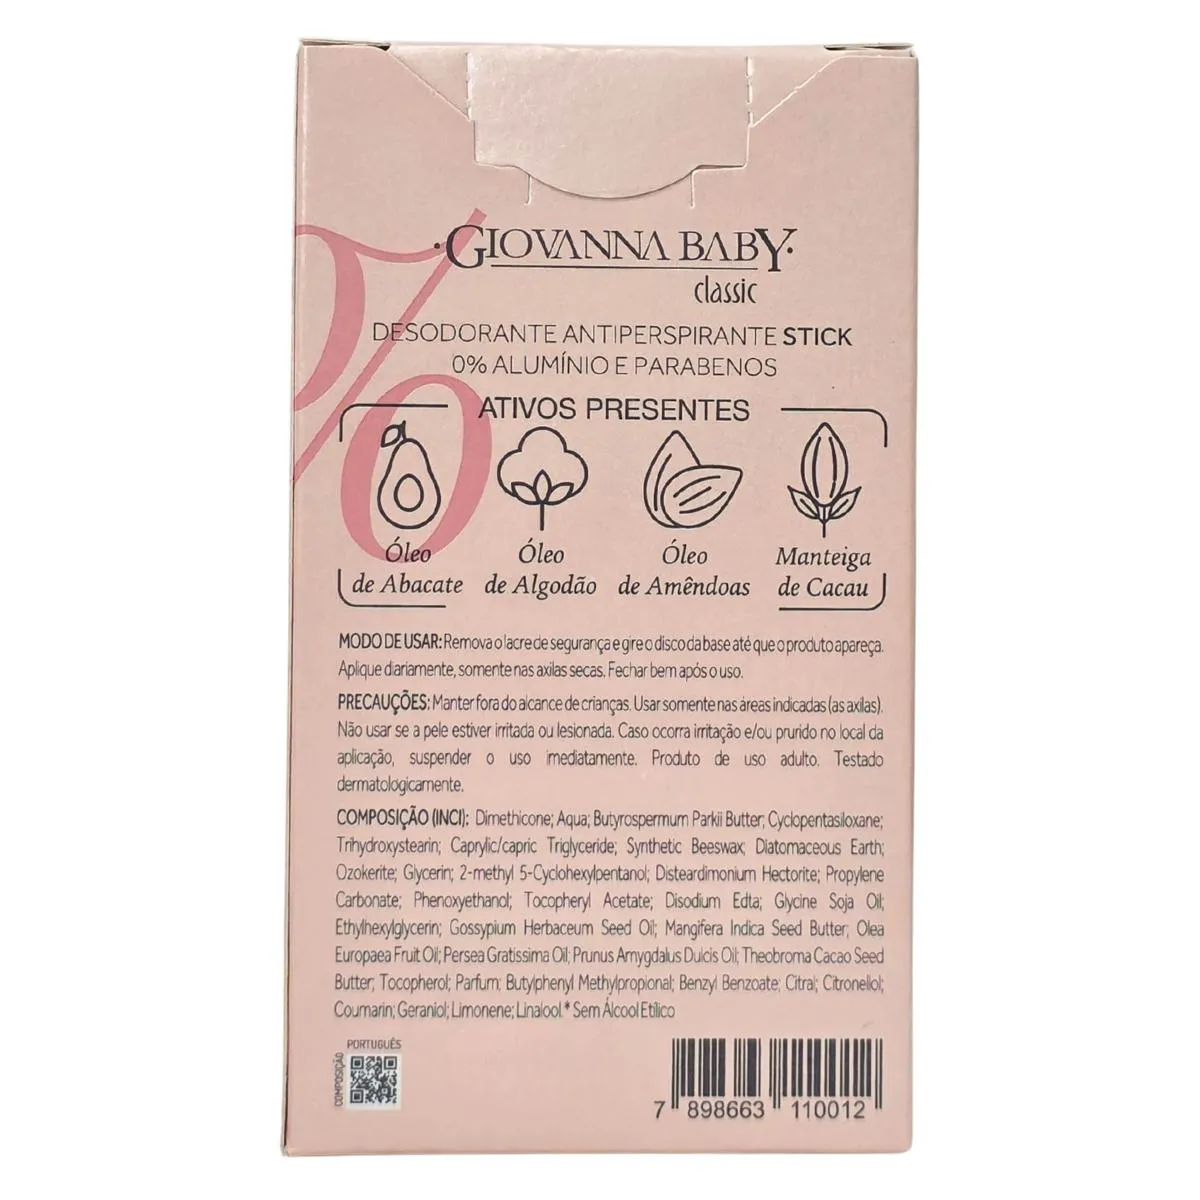 %
·GIOVANNA BABY·
classic
DESODORANTE ANTIPERSPIRANTE STICK
0% ALUMÍNIO E PARABENOS
ATIVOS PRESENTES
Óleo de Abacate
Óleo de Algodão
Óleo de Amêndoas
Manteiga de Cacau
MODO DE USAR: Remova o lacre de segurança e gire o disco da base até que o produto apareça.
Aplique diariamente, somente nas axilas secas. Fechar bem após o uso.
PRECAUÇÕES: Manter fora do alcance de crianças. Usar somente nas áreas indicadas (as axilas).
Não usar se a pele estiver irritada ou lesionada. Caso ocorra irritação e/ou prurido no local da
aplicação, suspender o uso imediatamente. Produto de uso adulto. Testado
dermatologicamente.
COMPOSIÇÃO (INCI): Dimethicone; Aqua; Butyrospermum Parkii Butter; Cyclopentasiloxane;
Trihydroxystearin; Caprylic/capric Triglyceride; Synthetic Beeswax; Diatomaceous Earth;
Ozokerite; Glycerin; 2-methyl 5-Cyclohexylpentanol; Disteardimonium Hectorite; Propylene
Carbonate; Phenoxyethanol; Tocopheryl Acetate; Disodium Edta; Glycine Soja Oil;
Ethylhexylglycerin; Gossypium Herbaceum Seed Oil; Mangifera Indica Seed Butter; Olea
Europaea Fruit Oil; Persea Gratissima Oil; Prunus Amygdalus Dulcis Oil; Theobroma Cacao Seed
Butter; Tocopherol; Parfum; Butylphenyl Methylpropional; Benzyl Benzoate; Citral; Citronellol;
Coumarin; Geraniol; Limonene; Linalool. * Sem Álcool Etílico
PORTUGUÊS
COMPOSIÇÃO
7 898663 110012